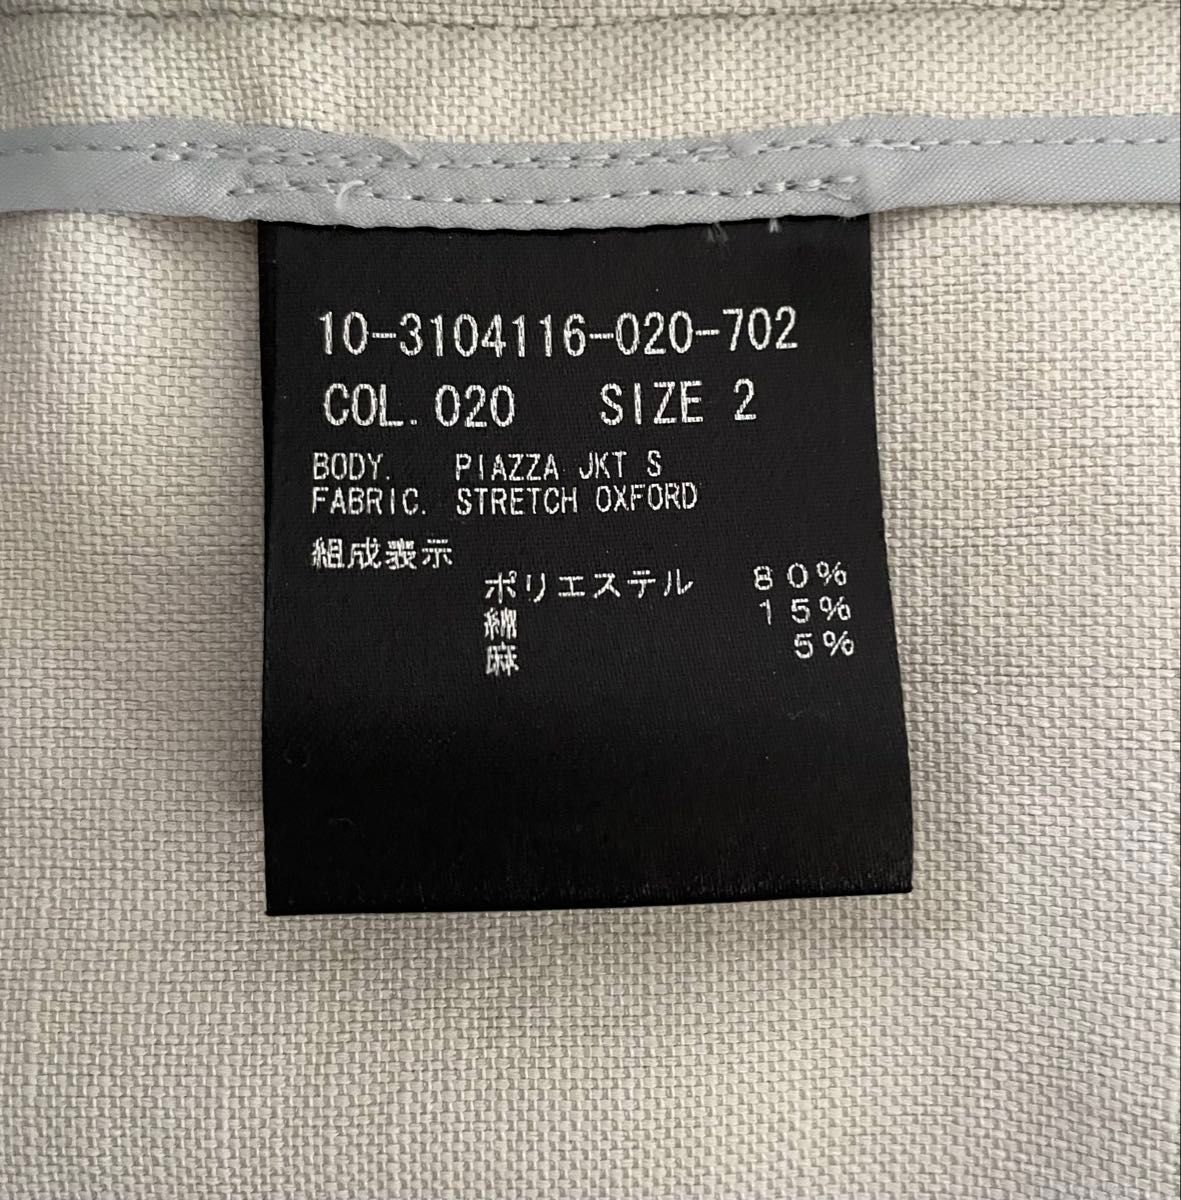 10-3104116-020-702
COL. 020 SIZE 2
BODY. PIAZZA JKT S
FABRIC. STRETCH OXFORD
組成表示
ポリエステル 80%
綿 15%
麻 5%